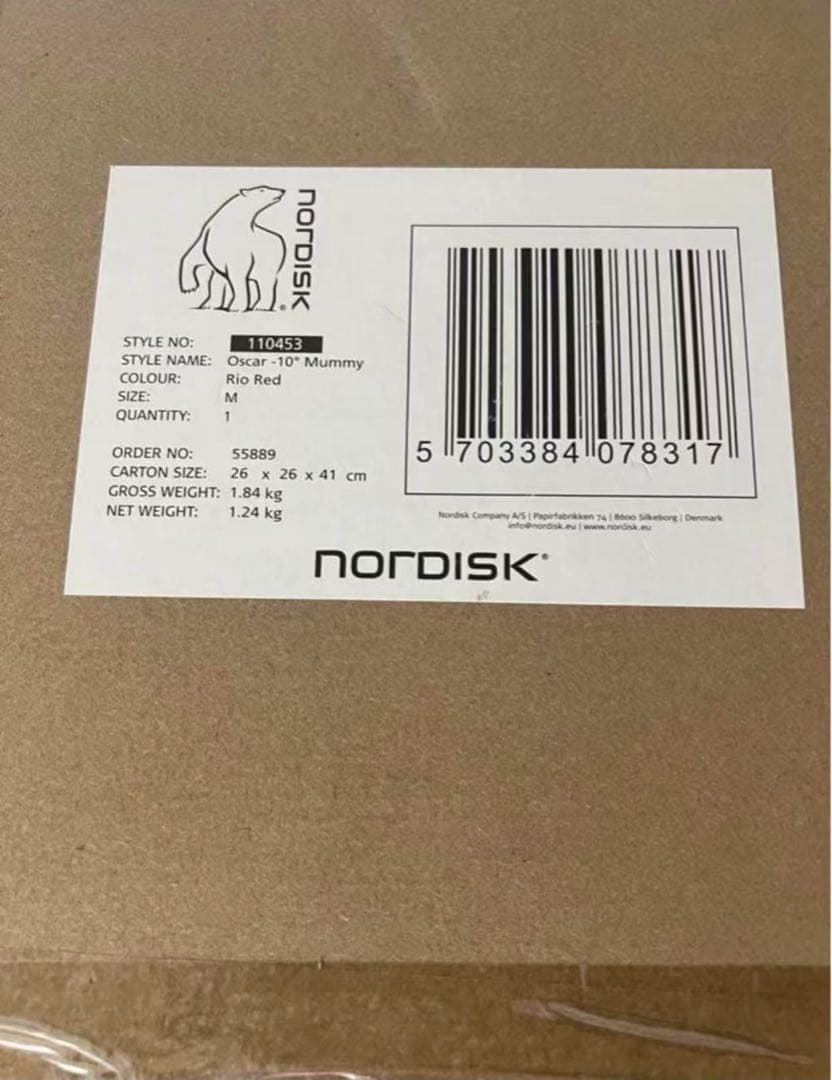 NORDISK
STYLE NO: 110453
STYLE NAME: Oscar -10° Mummy
COLOUR: Rio Red
SIZE: M
QUANTITY: 1
ORDER NO: 55889
CARTON SIZE: 26 x 26 x 41 cm
GROSS WEIGHT: 1.84 kg
NET WEIGHT: 1.24 kg
5 703384 078317
Nordisk Company A/S | Papirfabrikken 74 | 8600 Silkeborg | Denmark
info@nordisk.eu | www.nordisk.eu
NORDISK®